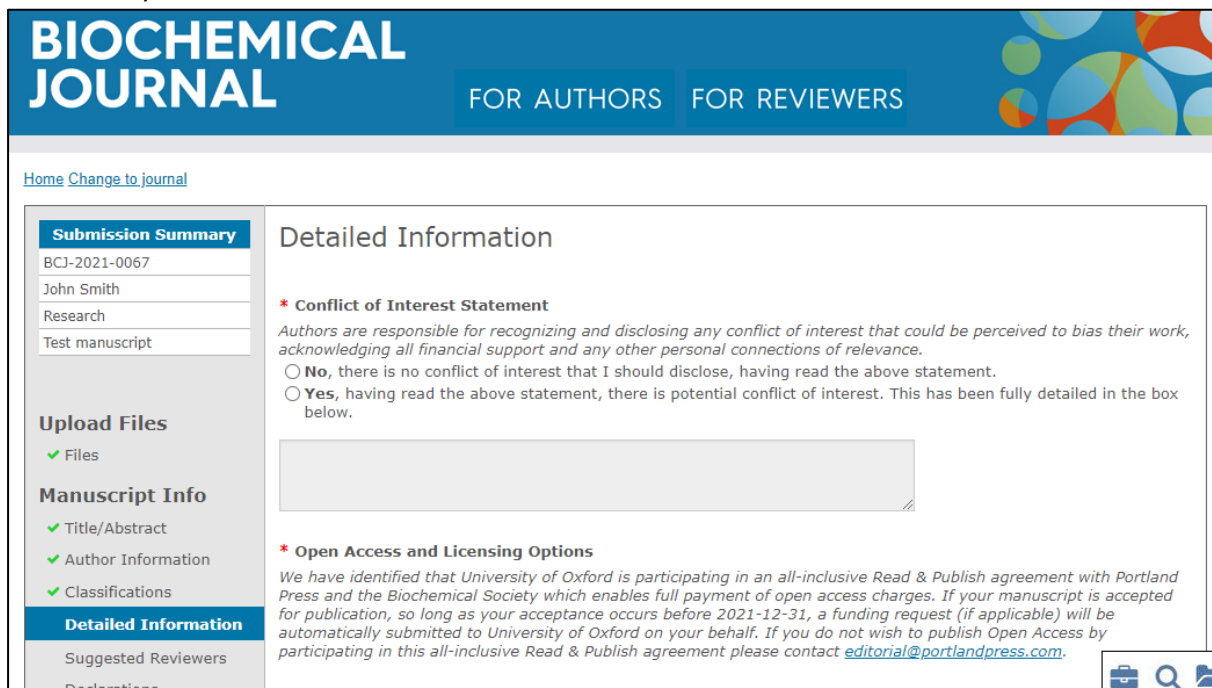 BIOCHEMICAL
JOURNAL
FOR AUTHORS FOR REVIEWERS
Home Change to journal
Submission Summary
BCJ-2021-0067
John Smith
Research
Test manuscript
Upload Files
Files
Manuscript Info
Title/Abstract
Author Information
Classifications
Detailed Information
Suggested Reviewers
Declarations
Detailed Information
* Conflict of Interest Statement
Authors are responsible for recognizing and disclosing any conflict of interest that could be perceived to bias their work,
acknowledging all financial support and any other personal connections of relevance.
No, there is no conflict of interest that I should disclose, having read the above statement.
Yes, having read the above statement, there is potential conflict of interest. This has been fully detailed in the box
below.
* Open Access and Licensing Options
We have identified that University of Oxford is participating in an all-inclusive Read & Publish agreement with Portland
Press and the Biochemical Society which enables full payment of open access charges. If your manuscript is accepted
for publication, so long as your acceptance occurs before 2021-12-31, a funding request (if applicable) will be
automatically submitted to University of Oxford on your behalf. If you do not wish to publish Open Access by
participating in this all-inclusive Read & Publish agreement please contact editorial@portlandpress.com.